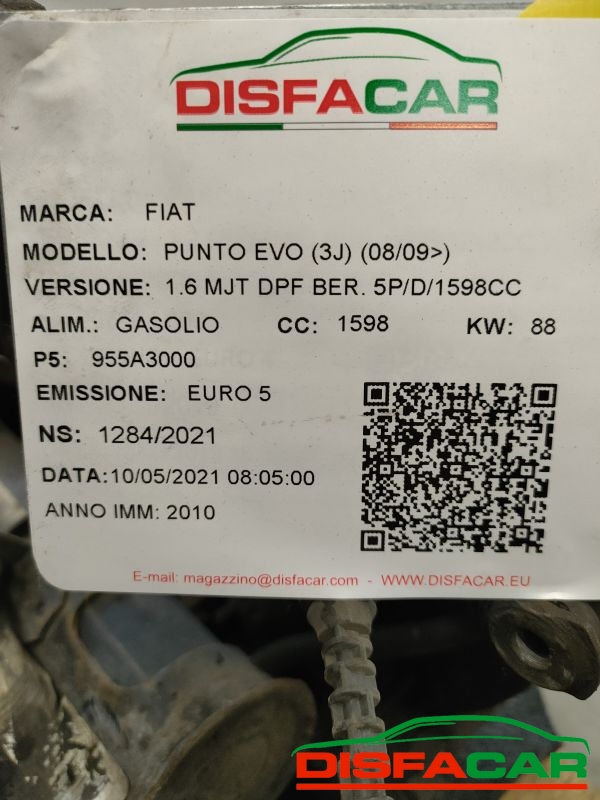 DISFACAR
MARCA: FIAT
MODELLO: PUNTO EVO (3J) (08/09>)
VERSIONE: 1.6 MJT DPF BER. 5P/D/1598CC
ALIM.: GASOLIO CC: 1598 KW: 88
P5: 955A3000
EMISSIONE: EURO 5
NS: 1284/2021
DATA:10/05/2021 08:05:00
ANNO IMM: 2010
E-mail: magazzino@disfacar.com - WWW.DISFACAR.EU
DISFACAR